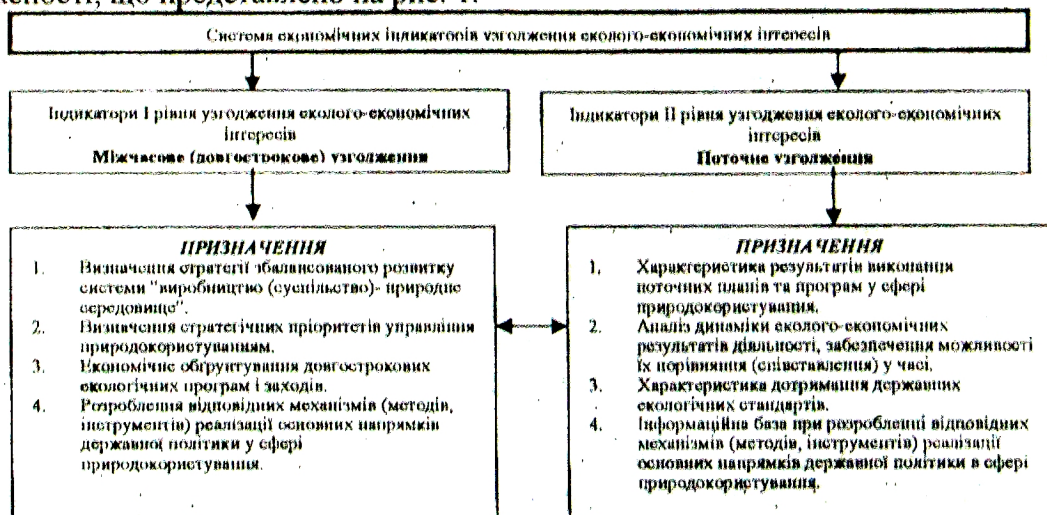 що представлено на рис. 1.
Система економічних індикаторів узгодження еколого-економічних інтересів
Індикатори І рівня узгодження еколого-економічних
інтересів
Міжчасове (довгострокове) узгодження
Індикатори ІІ рівня узгодження еколого-економічних
інтересів
Поточне узгодження
ПРИЗНАЧЕННЯ
1. Визначення стратегії збалансованого розвитку
системи "виробництво (суспільство)- природне
середовище".
2. Визначення стратегічних пріоритетів управління
природокористуванням.
3. Економічне обґрунтування довгострокових
екологічних програм і заходів.
4. Розроблення відповідних механізмів (методів,
інструментів) реалізації основних напрямків
державної політики у сфері
природокористування.
ПРИЗНАЧЕННЯ
1. Характеристика результатів виконання
поточних планів та програм у сфері
природокористування.
2. Аналіз динаміки еколого-економічних
результатів діяльності, забезпечення можливості
їх порівняння (співставлення) у часі.
3. Характеристика дотримання державних
екологічних стандартів.
4. Інформаційна база при розробленні відповідних
механізмів (методів, інструментів) реалізації
основних напрямків державної політики в сфері
природокористування.